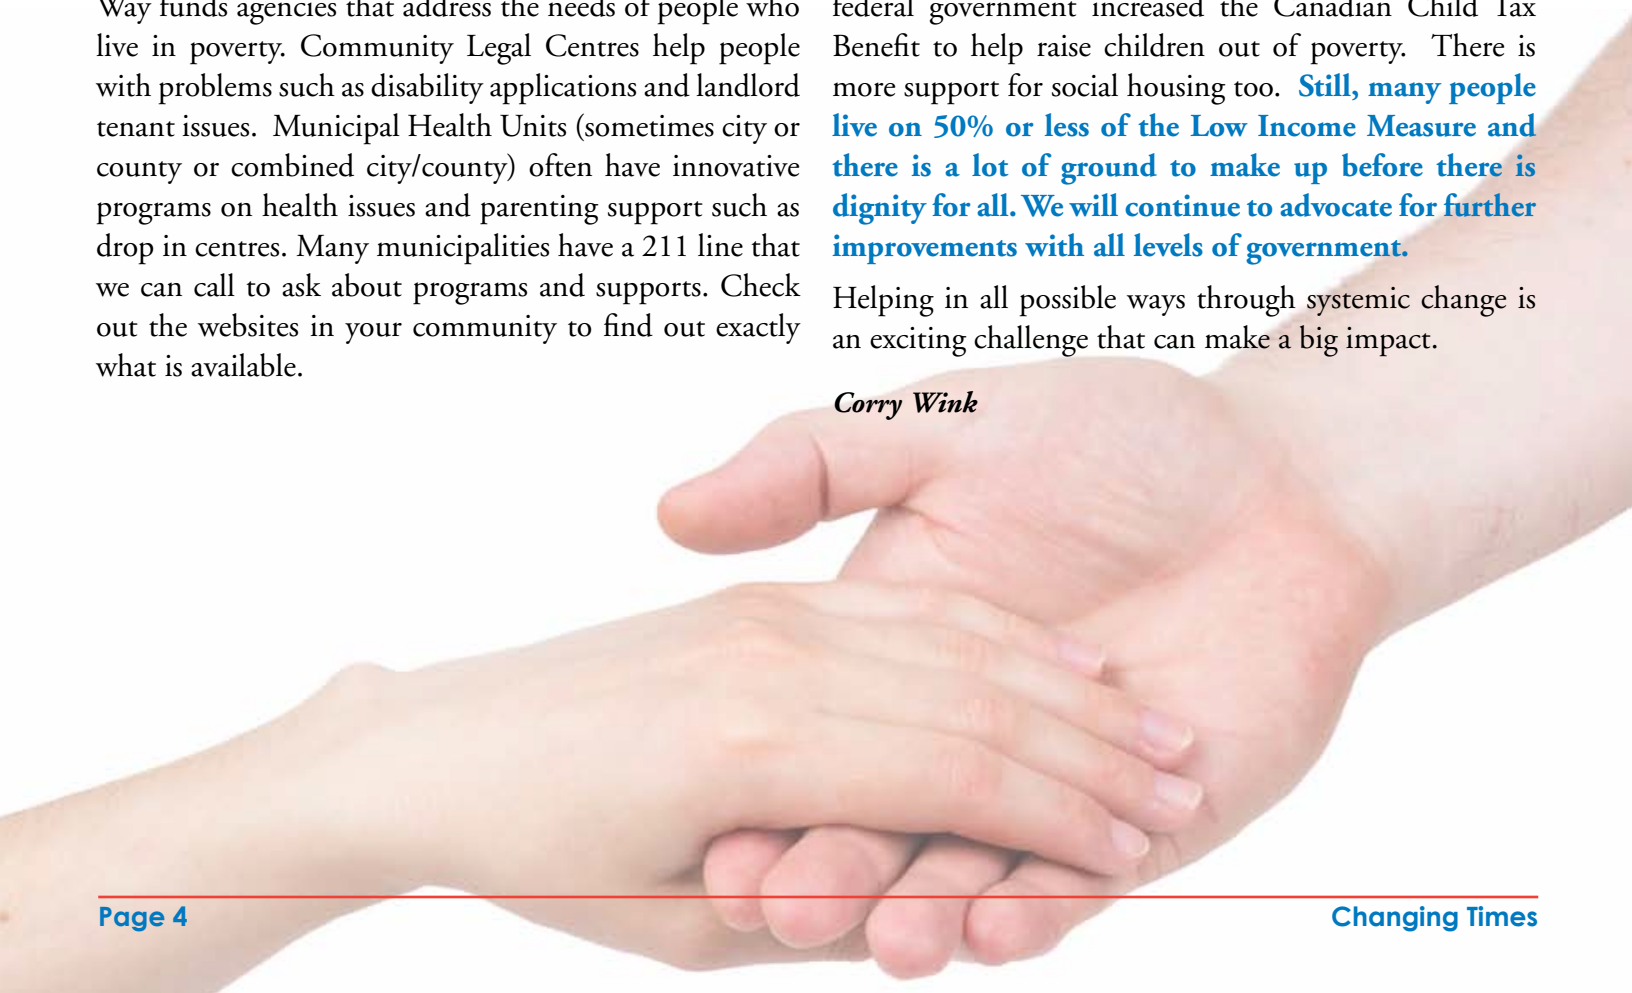 Way funds agencies that address the needs of people who
live in poverty. Community Legal Centres help people
with problems such as disability applications and landlord
tenant issues.  Municipal Health Units (sometimes city or
county or combined city/county) often have innovative
programs on health issues and parenting support such as
drop in centres. Many municipalities have a 211 line that
we can call to ask about programs and supports. Check
out the websites in your community to find out exactly
what is available.
federal government increased the Canadian Child Tax
Benefit to help raise children out of poverty.  There is
more support for social housing too.  Still, many people
live on 50% or less of the Low Income Measure and
there is a lot of ground to make up before there is
dignity for all. We will continue to advocate for further
improvements with all levels of government.
Helping in all possible ways through systemic change is
an exciting challenge that can make a big impact.
Corry Wink
Page 4
Changing Times